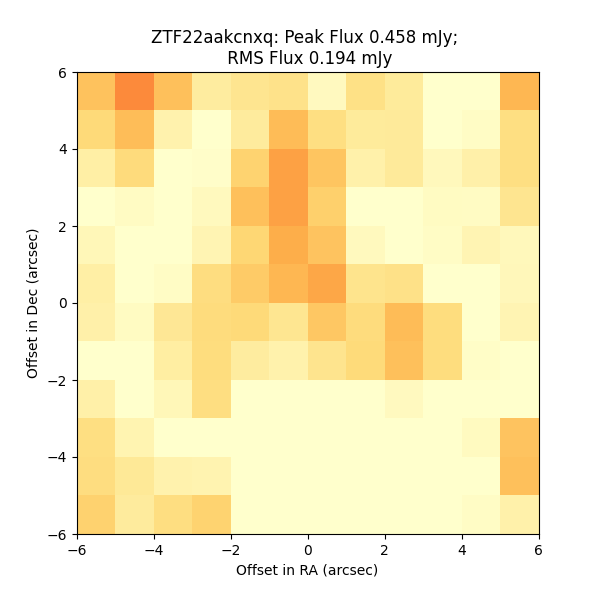 ZTF22aakcnxq: Peak Flux 0.458 mJy;
RMS Flux 0.194 mJy
6
4
2
0
−2
−4
−6
Offset in Dec (arcsec)
−6 −4 −2 0 2 4 6
Offset in RA (arcsec)